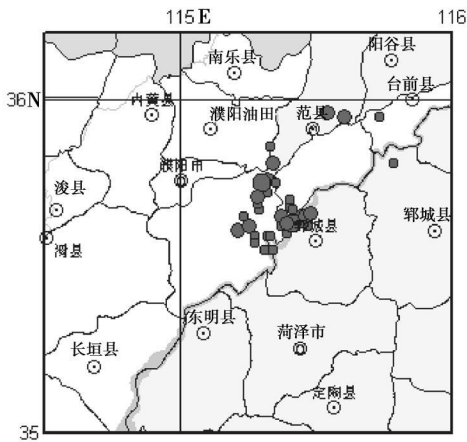 115 E
116
阳谷县
南乐县
台前县
36N
内黄县
濮阳油田
范县
濮阳市
浚县
郓城县
鄄城县
滑县
东明县
菏泽市
长垣县
定陶县
35